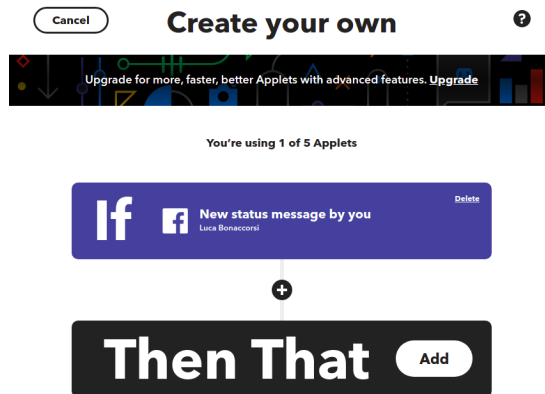 Cancel
Create your own
?
Upgrade for more, faster, better Applets with advanced features. Upgrade
You're using 1 of 5 Applets
If
New status message by you
Luca Bonaccorsi
Delete
+
Then That
Add